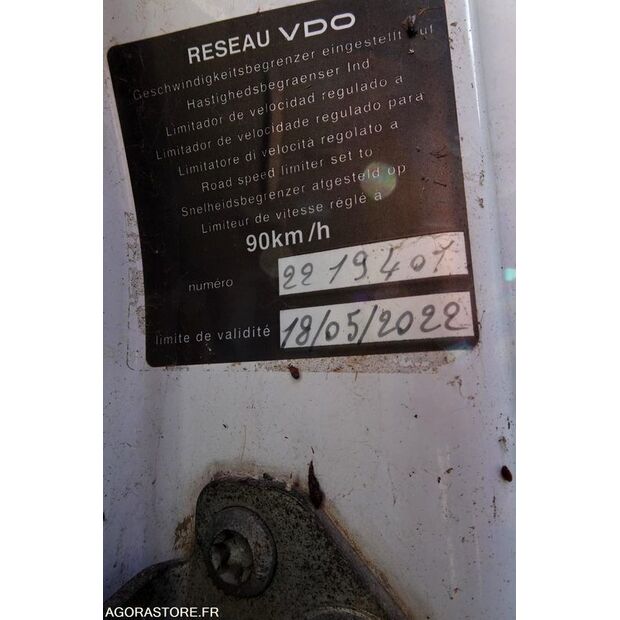 RESEAU VDO
Geschwindigkeitsbegrenzer eingestellt auf
Hastighedsbegraenser Ind
Limitador de velocidad regulado a
Limitador de velocidade regulado para
Limitatore di velocità regolato a
Road speed limiter set to
Snelheidsbegrenzer afgesteld op
Limiteur de vitesse réglé à
90km/h
numéro 2219407
limite de validité 18/05/2022
AGORASTORE.FR